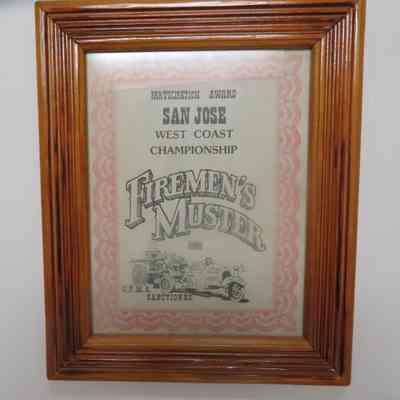 PARTICIPATION AWARD
SAN JOSE
WEST COAST
CHAMPIONSHIP
FIREMEN'S
MUSTER
SANCTIONED